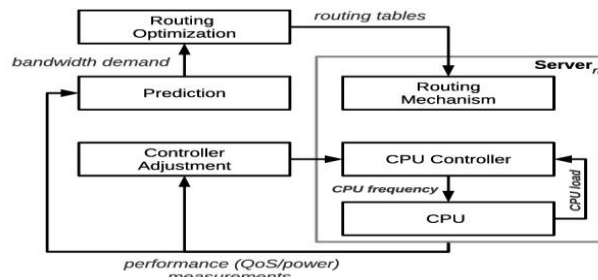 Routing
Optimization
routing tables
bandwidth demand
Server
Prediction
Routing
Mechanism
Controller
Adjustment
CPU Controller
CPU frequency
CPU load
CPU
performance (QoS/power)
measurements